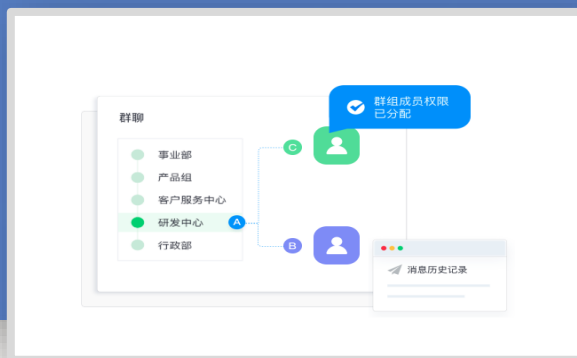 群聊
群组成员权限
已分配
事业部
产品组
客户服务中心
研发中心
行政部
A
C
B
消息历史记录